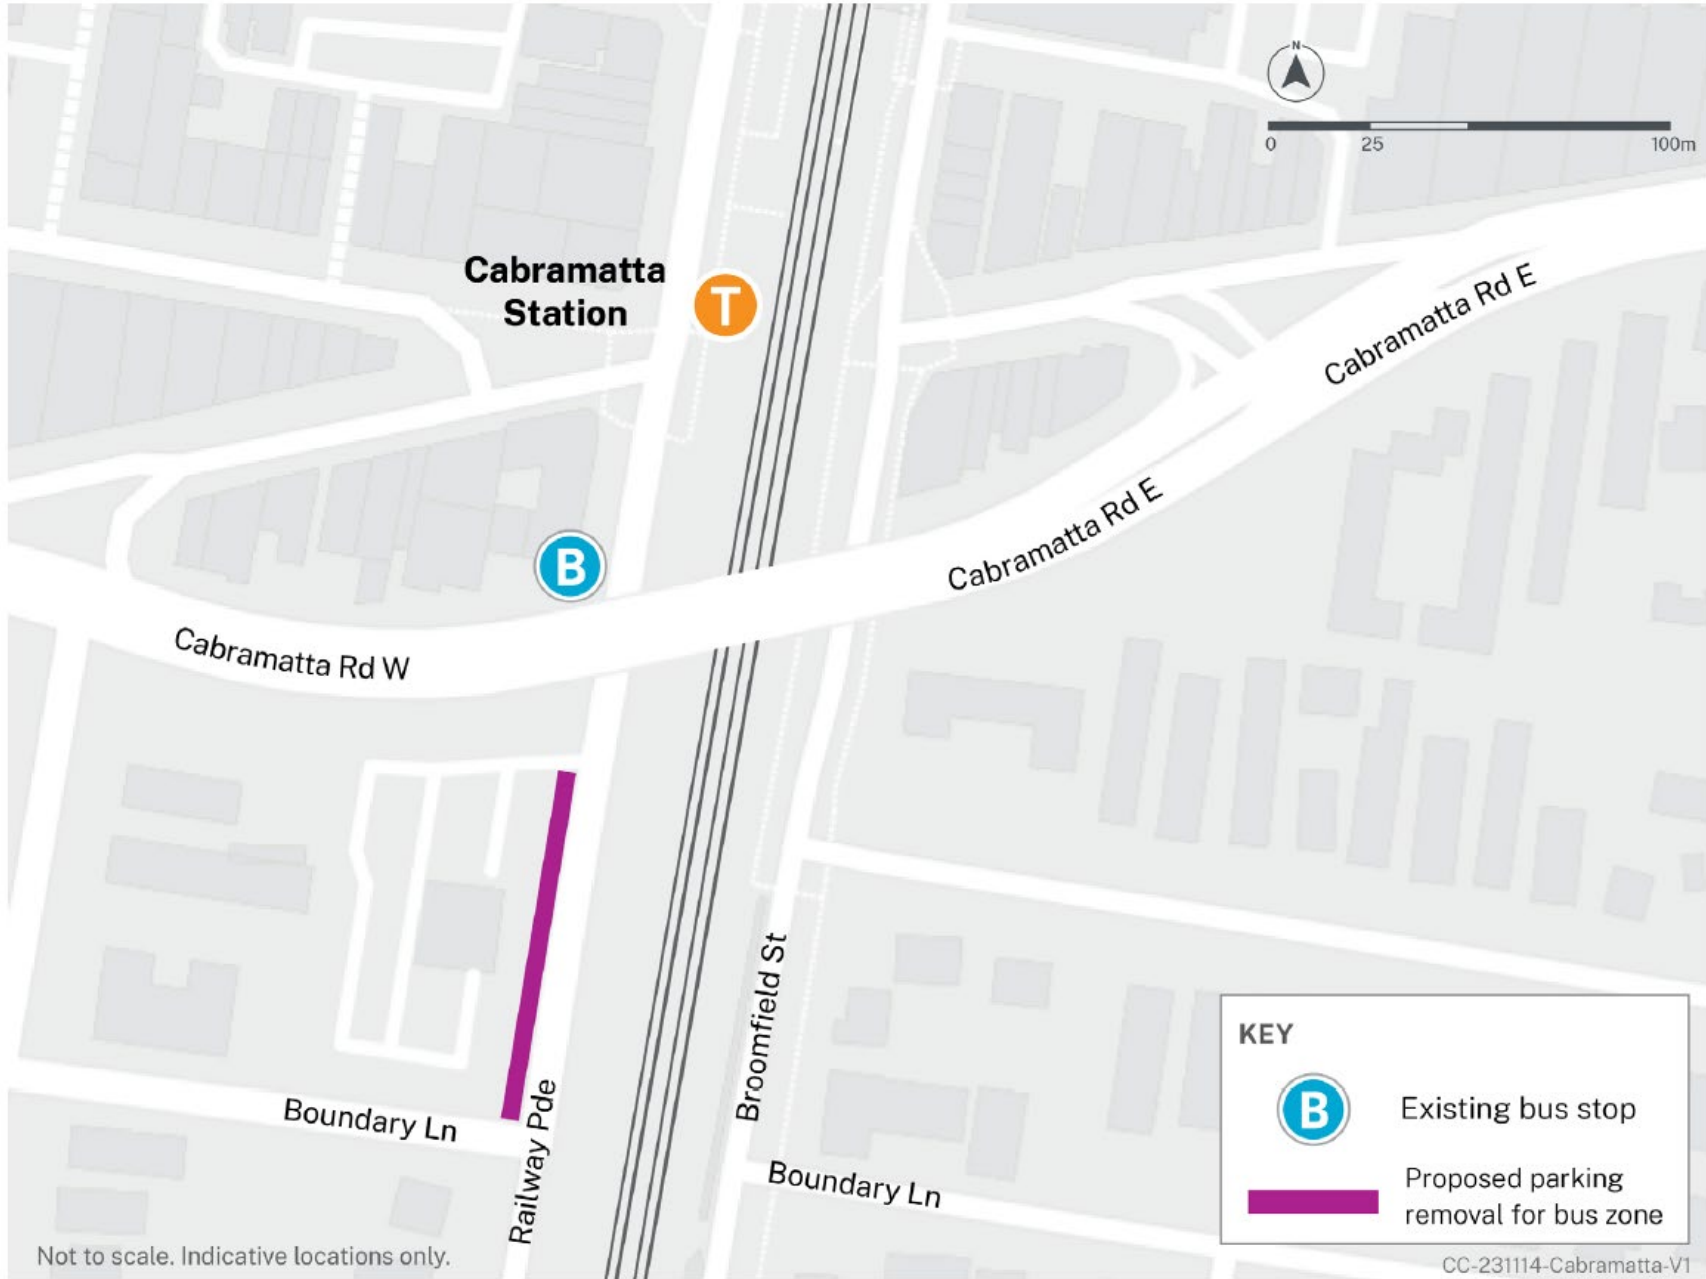 N
0 25 100m
Cabramatta
Station
T
Cabramatta Rd E
Cabramatta Rd E
B
Cabramatta Rd W
Broomfield St
Railway Pde
Boundary Ln
Boundary Ln
KEY
B Existing bus stop
Proposed parking
removal for bus zone
Not to scale. Indicative locations only.
CC-231114-Cabramatta-V1